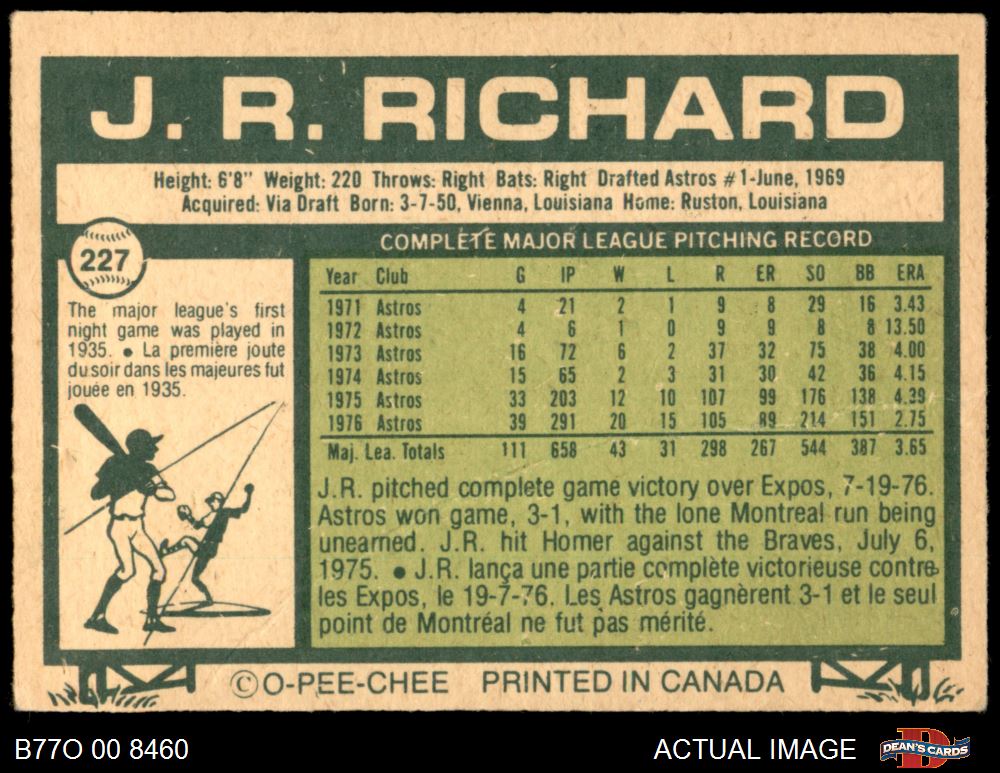 J. R. RICHARD
Height: 6'8" Weight: 220 Throws: Right Bats: Right Drafted Astros #1-June, 1969
Acquired: Via Draft Born: 3-7-50, Vienna, Louisiana Home: Ruston, Louisiana
227
The major league's first
night game was played in
1935. ● La première joute
du soir dans les majeures fut
jouée en 1935.
COMPLETE MAJOR LEAGUE PITCHING RECORD
Year Club G IP W L R ER SO BB ERA
1971 Astros 4 21 2 1 9 8 29 16 3.43
1972 Astros 4 6 1 0 9 9 8 8 13.50
1973 Astros 16 72 6 2 37 32 75 38 4.00
1974 Astros 15 65 2 3 31 30 42 36 4.15
1975 Astros 33 203 12 10 107 99 176 138 4.39
1976 Astros 39 291 20 15 105 89 214 151 2.75
Maj. Lea. Totals 111 658 43 31 298 267 544 387 3.65
J.R. pitched complete game victory over Expos, 7-19-76.
Astros won game, 3-1, with the lone Montreal run being
unearned. J.R. hit Homer against the Braves, July 6,
1975. ● J.R. lança une partie complète victorieuse contre
les Expos, le 19-7-76. Les Astros gagnèrent 3-1 et le seul
point de Montréal ne fut pas mérité.
©O-PEE-CHEE PRINTED IN CANADA
B77O 00 8460
ACTUAL IMAGE
DEAN'S CARDS